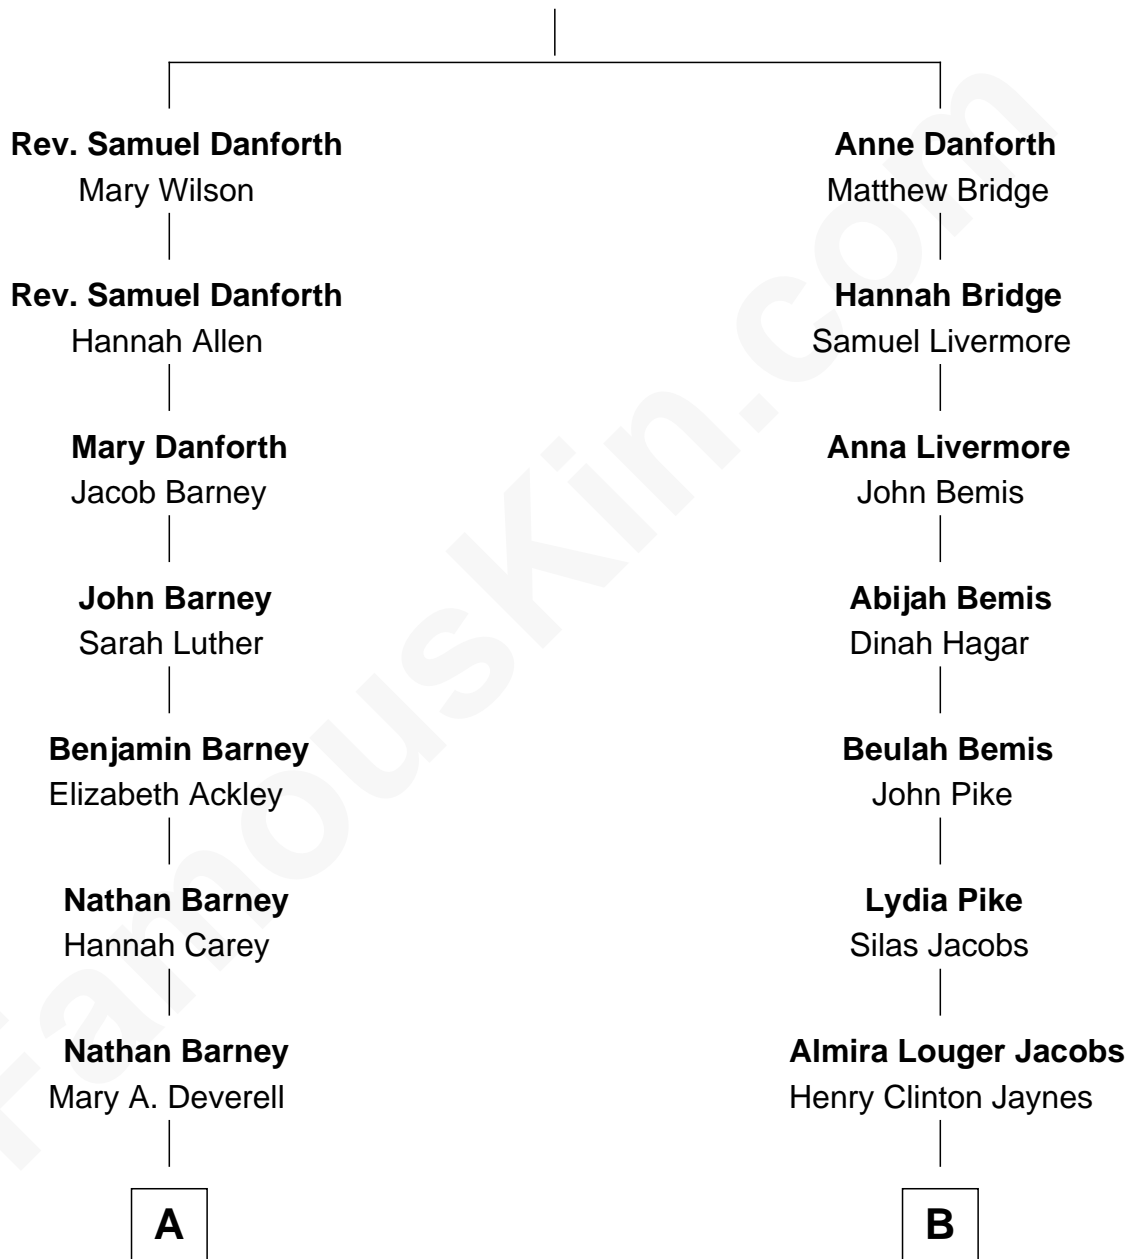 Rev. Samuel Danforth
Mary Wilson
Anne Danforth
Matthew Bridge
Rev. Samuel Danforth
Hannah Allen
Hannah Bridge
Samuel Livermore
Mary Danforth
Jacob Barney
Anna Livermore
John Bemis
John Barney
Sarah Luther
Abijah Bemis
Dinah Hagar
Benjamin Barney
Elizabeth Ackley
Beulah Bemis
John Pike
Nathan Barney
Hannah Carey
Lydia Pike
Silas Jacobs
Nathan Barney
Mary A. Deverell
Almira Louger Jacobs
Henry Clinton Jaynes
A
B
FamousKin.com